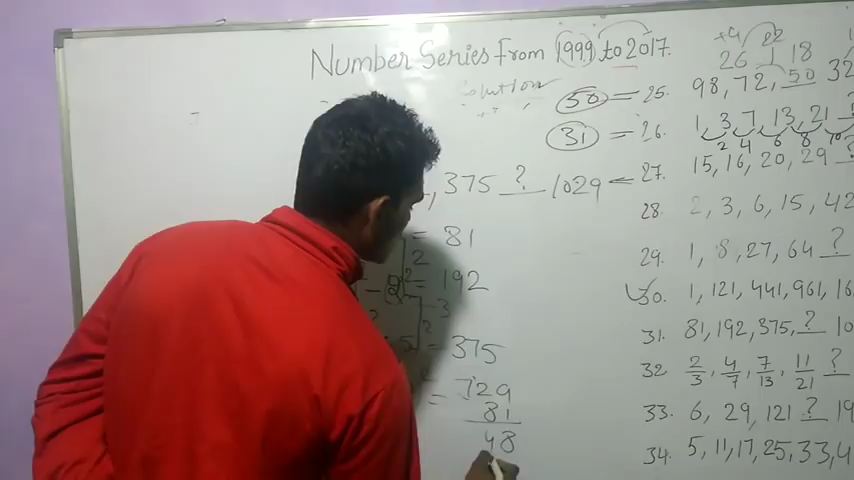 Number Series from 1999 to 2017.
+4 22
26 18
Solution
50 = 25. 98, 72, 50 32
31 = 26. 1, 3, 7, 13, 21 ?
2 4 6 8 10
, 375 ? 1029 ← 27. 15, 16, 20, 29 ?
28. 2, 3, 6, 15, 42
= 81
2
29. 1, 8, 27, 64 ?
= 192
30. 1, 121, 441, 961, 16
31. 81, 192, 375, ? 10
= 375
32. 2/3, 4/7, 7/13, 11/21 ?
= 729
81
48
33. 6, 29, 121 ? 19
34. 5, 11, 17, 25, 33, 4